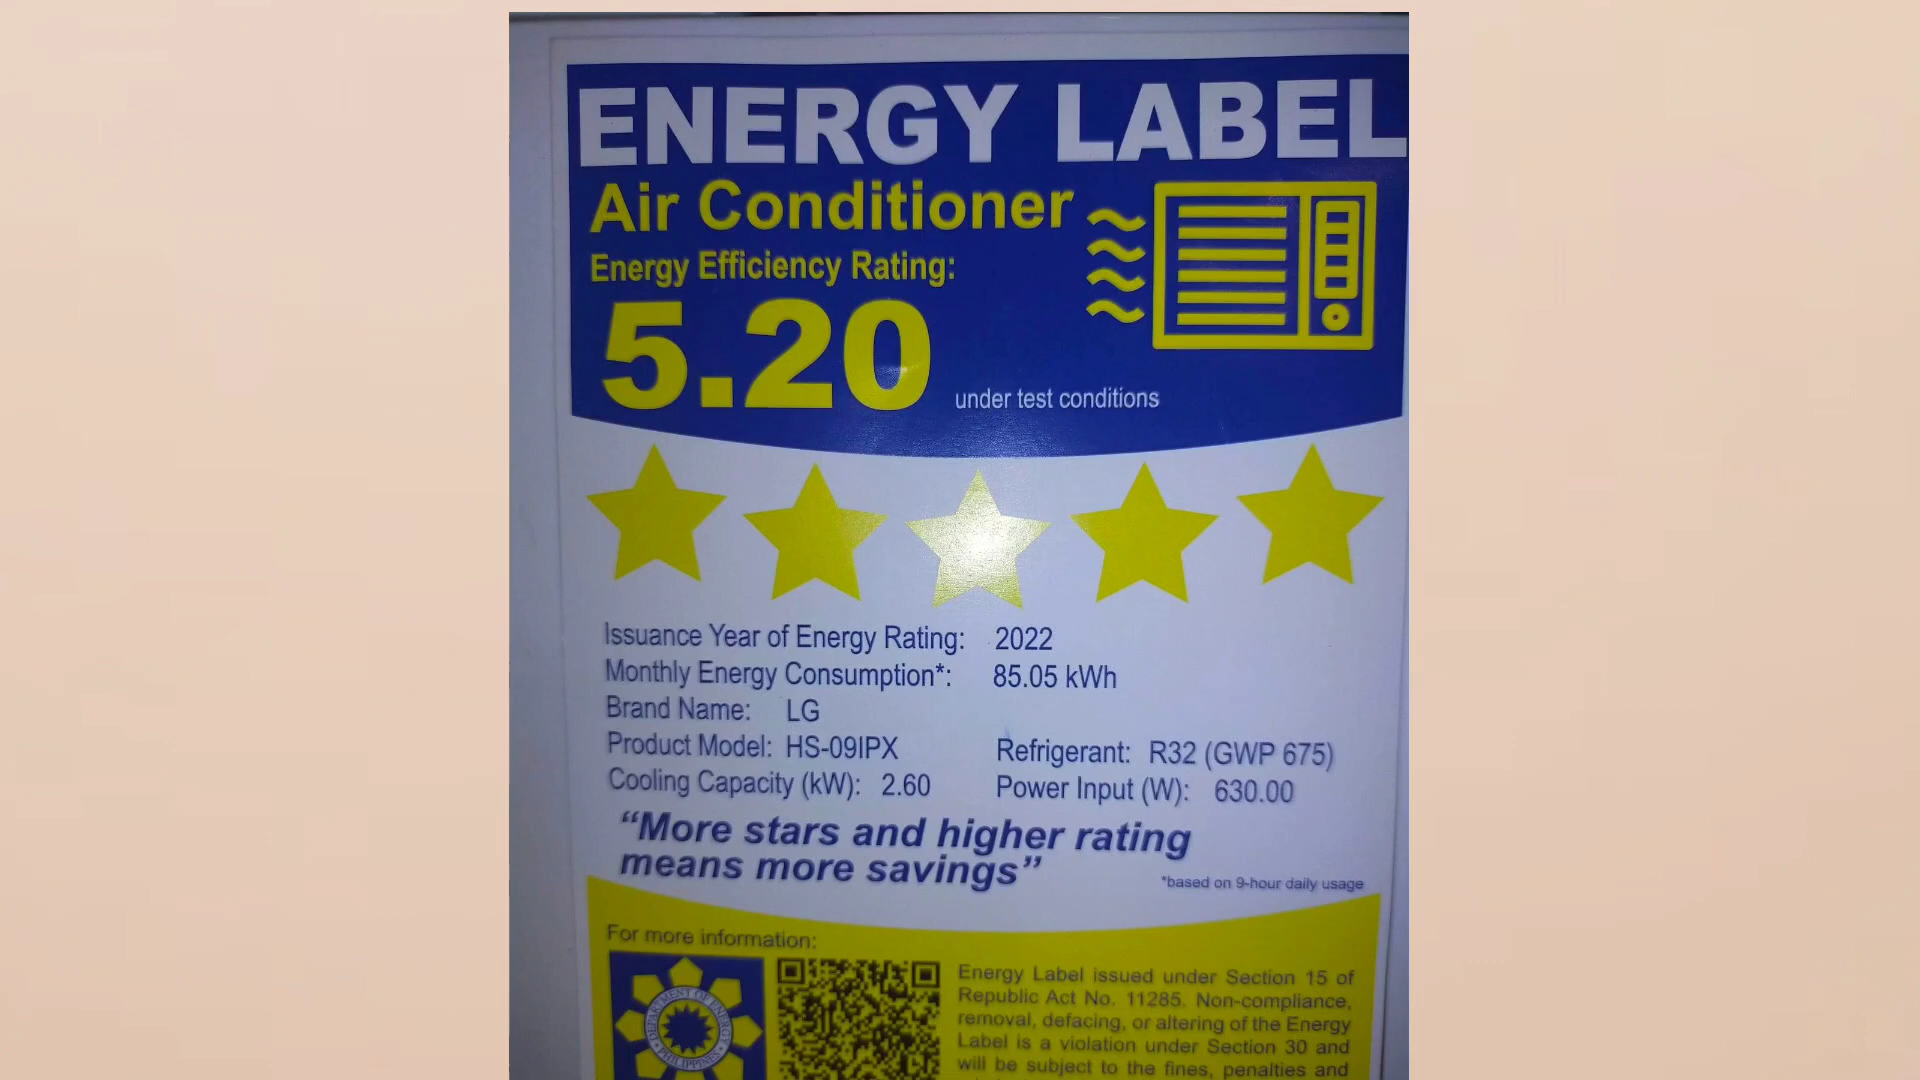 ENERGY LABEL
Air Conditioner
Energy Efficiency Rating:
5.20
under test conditions
Issuance Year of Energy Rating: 2022
Monthly Energy Consumption*: 85.05 kWh
Brand Name: LG
Product Model: HS-09IPX
Refrigerant: R32 (GWP 675)
Cooling Capacity (kW): 2.60
Power Input (W): 630.00
“More stars and higher rating
means more savings”
*based on 9-hour daily usage
For more information:
DEPARTMENT OF ENERGY
PHILIPPINES
Energy Label issued under Section 15 of
Republic Act No. 11285. Non-compliance,
removal, defacing, or altering of the Energy
Label is a violation under Section 30 and
will be subject to the fines, penalties and